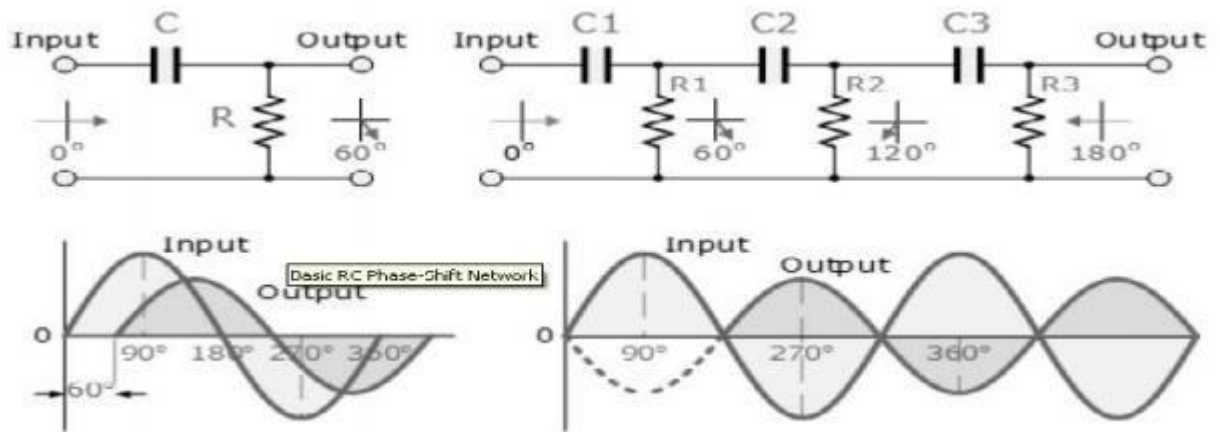 C
Input
Output
R
0°
60°
C1
C2
C3
Input
Output
R1
R2
R3
0°
60°
120°
180°
Input
Basic RC Phase-Shift Network
Output
0
90°
180°
270°
360°
60°
Input
Output
0
90°
270°
360°